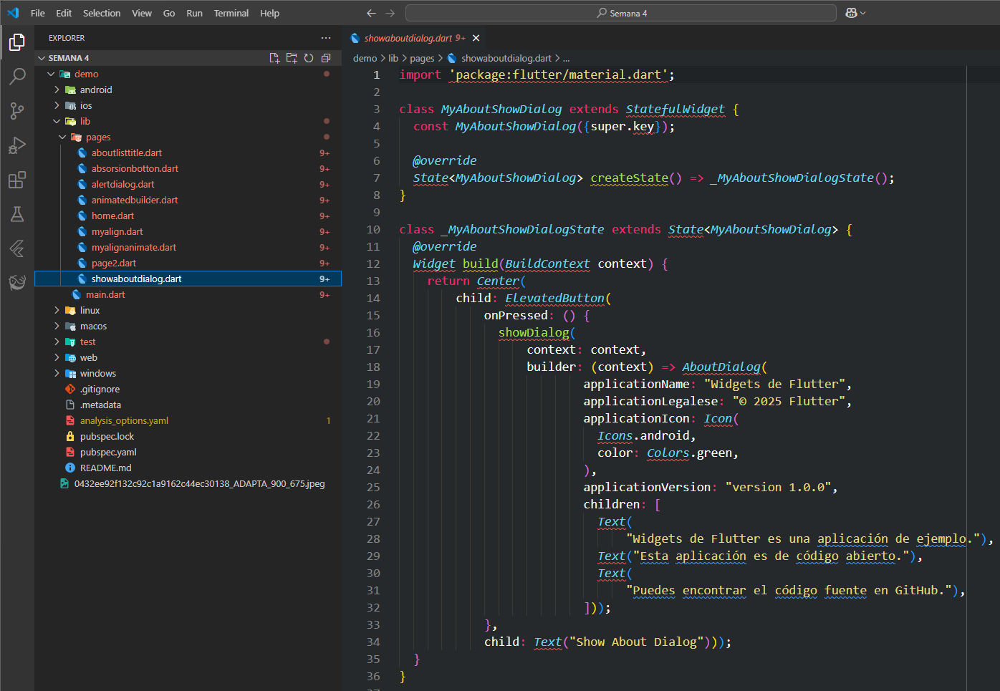 File Edit Selection View Go Run Terminal Help
Semana 4
EXPLORER
SEMANA 4
demo
android
ios
lib
pages
aboutlisttitle.dart 9+
absorsionbotton.dart 9+
alertdialog.dart 9+
animatedbuilder.dart 9+
home.dart 9+
myalign.dart 9+
myalignanimate.dart 9+
page2.dart 9+
showaboutdialog.dart 9+
main.dart 9+
linux
macos
test
web
windows
.gitignore
.metadata
analysis_options.yaml 1
pubspec.lock
pubspec.yaml
README.md
0432ee92f132c92c1a9162c44ec30138_ADAPTA_900_675.jpeg
showaboutdialog.dart 9+
demo > lib > pages > showaboutdialog.dart > ...
1 import 'package:flutter/material.dart';
2
3 class MyAboutShowDialog extends StatefulWidget {
4 const MyAboutShowDialog({super.key});
5
6 @override
7 State<MyAboutShowDialog> createState() => _MyAboutShowDialogState();
8 }
9
10 class _MyAboutShowDialogState extends State<MyAboutShowDialog> {
11 @override
12 Widget build(BuildContext context) {
13 return Center(
14 child: ElevatedButton(
15 onPressed: () {
16 showDialog(
17 context: context,
18 builder: (context) => AboutDialog(
19 applicationName: "Widgets de Flutter",
20 applicationLegalese: "© 2025 Flutter",
21 applicationIcon: Icon(
22 Icons.android,
23 color: Colors.green,
24 ),
25 applicationVersion: "version 1.0.0",
26 children: [
27 Text(
28 "Widgets de Flutter es una aplicación de ejemplo."),
29 Text("Esta aplicación es de código abierto."),
30 Text(
31 "Puedes encontrar el código fuente en GitHub."),
32 ]));
33 },
34 child: Text("Show About Dialog")));
35 }
36 }